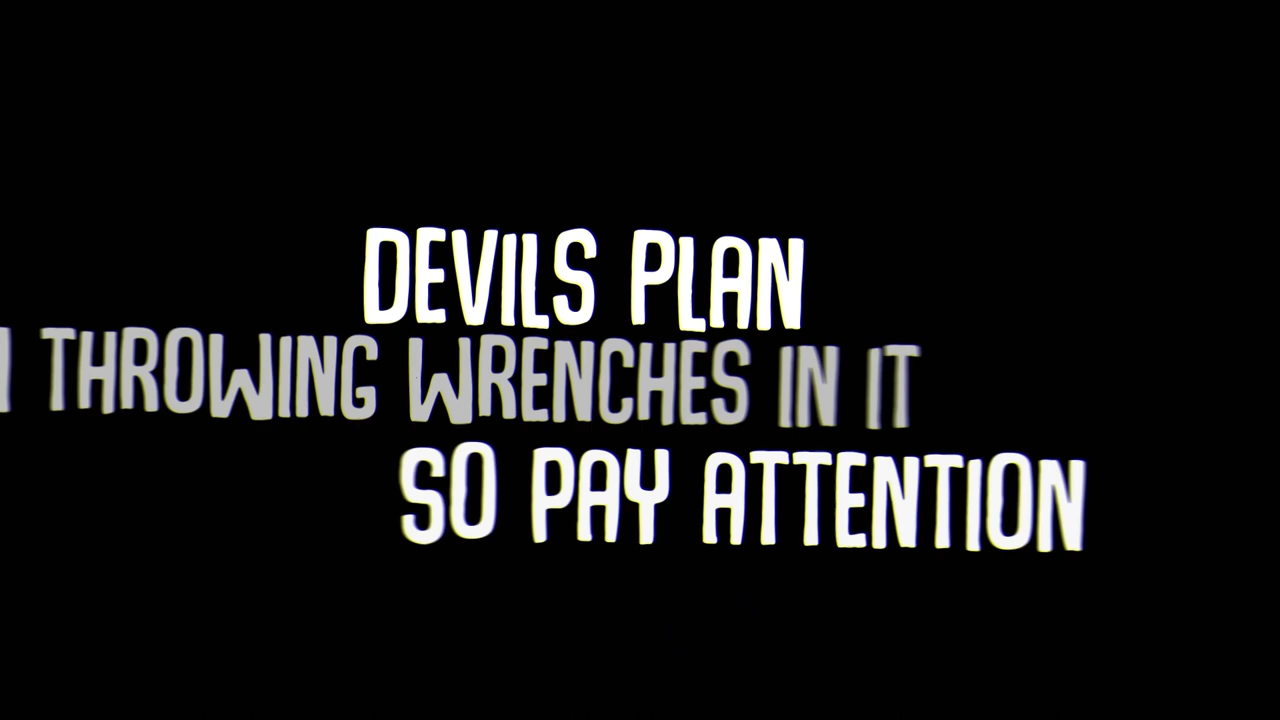 DEVILS PLAN
THROWING WRENCHES IN IT
SO PAY ATTENTION